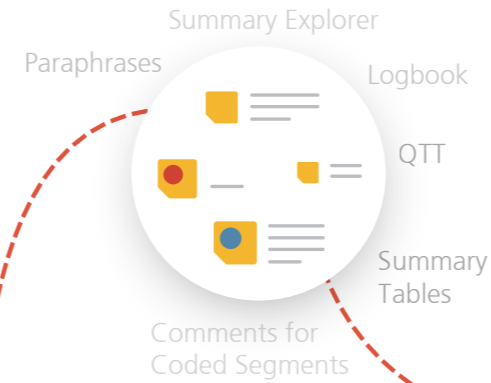 Summary Explorer
Paraphrases
Logbook
QTT
Summary
Tables
Comments for
Coded Segments